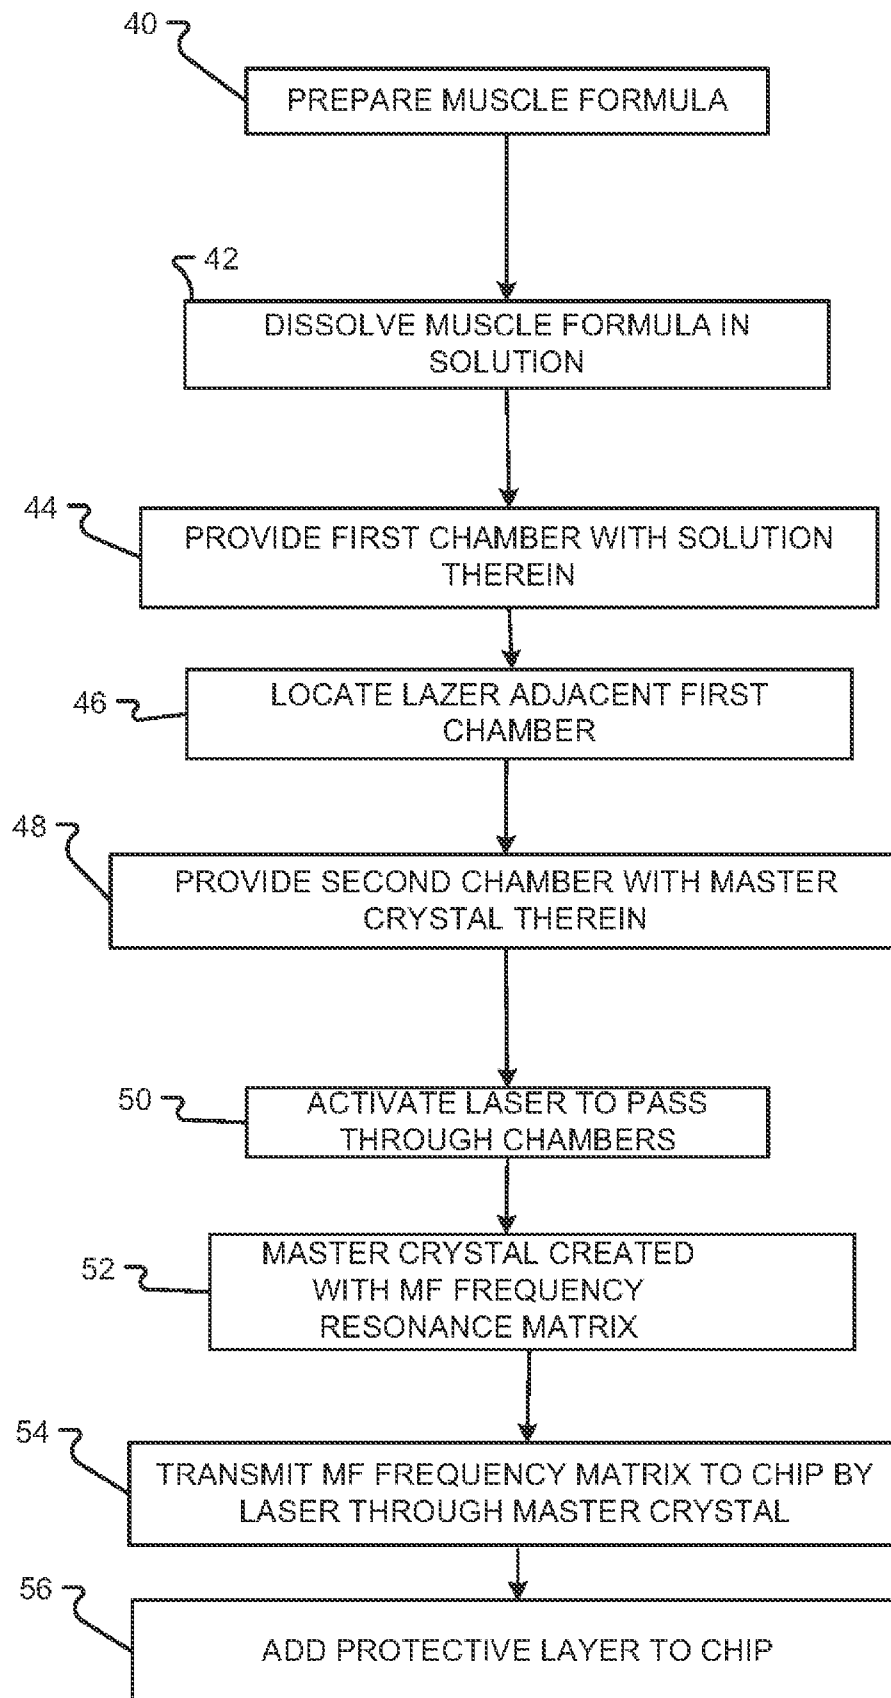 40
PREPARE MUSCLE FORMULA
42
DISSOLVE MUSCLE FORMULA IN
SOLUTION
44
PROVIDE FIRST CHAMBER WITH SOLUTION
THEREIN
46
LOCATE LAZER ADJACENT FIRST
CHAMBER
48
PROVIDE SECOND CHAMBER WITH MASTER
CRYSTAL THEREIN
50
ACTIVATE LASER TO PASS
THROUGH CHAMBERS
52
MASTER CRYSTAL CREATED
WITH MF FREQUENCY
RESONANCE MATRIX
54
TRANSMIT MF FREQUENCY MATRIX TO CHIP BY
LASER THROUGH MASTER CRYSTAL
56
ADD PROTECTIVE LAYER TO CHIP